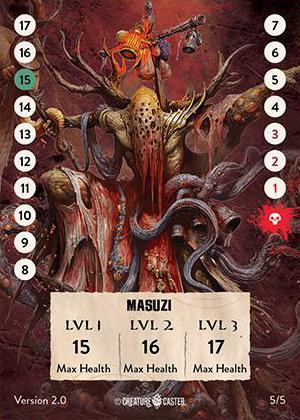 17 7
16 6
15 5
14 4
13 3
12 2
11 1
10
9
8
MASUZI
LVL 1 LVL 2 LVL 3
15 16 17
Max Health Max Health Max Health
Version 2.0 © CREATURE CASTER 5/5